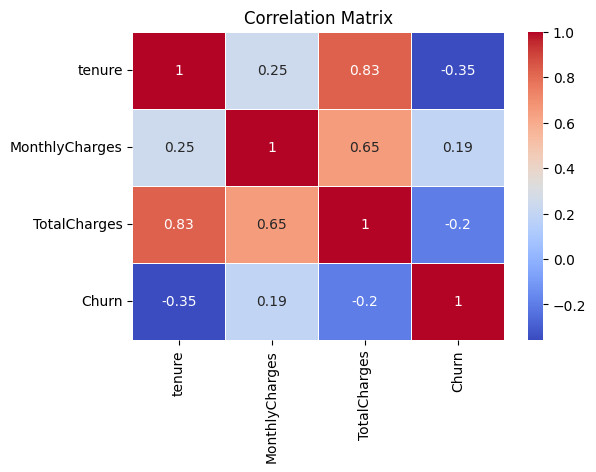 Correlation Matrix
tenure 1 0.25 0.83 -0.35
MonthlyCharges 0.25 1 0.65 0.19
TotalCharges 0.83 0.65 1 -0.2
Churn -0.35 0.19 -0.2 1
tenure MonthlyCharges TotalCharges Churn
1.0
0.8
0.6
0.4
0.2
0.0
−0.2